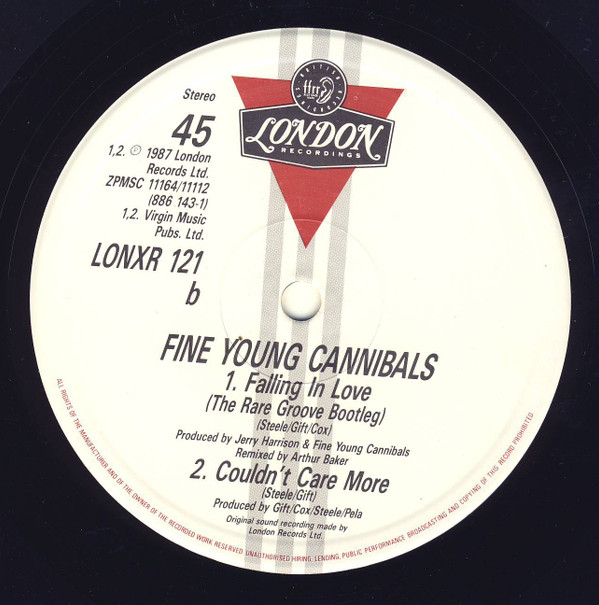 BRITISH
ffrr
RECORDINGS
LONDON
RECORDINGS
Stereo
45
1,2. ℗ 1987 London
Records Ltd.
ZPMSC 11164/11112
(886 143-1)
1,2. Virgin Music
Pubs. Ltd.
LONXR 121
b
FINE YOUNG CANNIBALS
1. Falling In Love
(The Rare Groove Bootleg)
(Steele/Gift/Cox)
Produced by Jerry Harrison & Fine Young Cannibals
Remixed by Arthur Baker
2. Couldn't Care More
(Steele/Gift)
Produced by Gift/Cox/Steele/Pela
Original sound recording made by
London Records Ltd.
ALL RIGHTS OF THE MANUFACTURER AND OF THE OWNER OF THE RECORDED WORK RESERVED. UNAUTHORISED HIRING, LENDING, PUBLIC PERFORMANCE BROADCASTING AND COPYING OF THIS RECORD PROHIBITED.